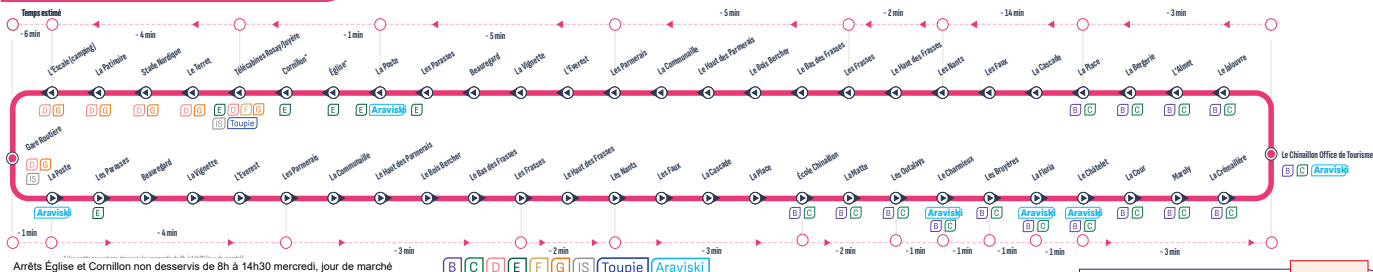 Temps estimé
~ 6 min
~ 4 min
~ 1 min
~ 5 min
~ 5 min
~ 2 min
~ 14 min
~ 3 min
L'Escale (camping)
La Patinoire
Stade Nordique
Le Terret
Télécabines Rosay/Joyère
Cornillon*
Église*
La Poste
Les Parasses
Beauregard
La Vignette
L'Everest
Les Parmerais
La Communaille
Le Haut des Parmerais
Le Bois Bercher
Le Bas des Frasses
Les Frasses
Le Haut des Frasses
Les Nants
Les Faux
La Cascade
La Place
La Bergerie
L'Aimet
Le Jalouvre
D G
D G
D G
D G
E D F G
IS Toupie
E
E
E Araviski E
B C
B C
B C
B C
Gare Routière
D G
IS
Le Chinaillon Office de Tourisme
B C Araviski
La Poste
Les Parasses
Beauregard
La Vignette
L'Everest
Les Parmerais
La Communaille
Le Haut des Parmerais
Le Bois Bercher
Le Bas des Frasses
Les Frasses
Le Haut des Frasses
Les Nants
Les Faux
La Cascade
La Place
École Chinaillon
La Matte
Les Outalays
Le Charmieux
Les Bruyères
La Floria
Le Châtelet
La Cour
Maroly
La Crémaillère
Araviski
E
B C
B C
B C
Araviski
B C
B C
Araviski
B C
Araviski
B C
B C
B C
B C
~ 1 min
~ 4 min
~ 3 min
~ 2 min
~ 3 min
~ 2 min
~ 1 min
~ 1 min
~ 1 min
~ 1 min
~ 3 min
Arrêts Église et Cornillon non desservis de 8h à 14h30 mercredi, jour de marché
B C D E F G IS Toupie Araviski